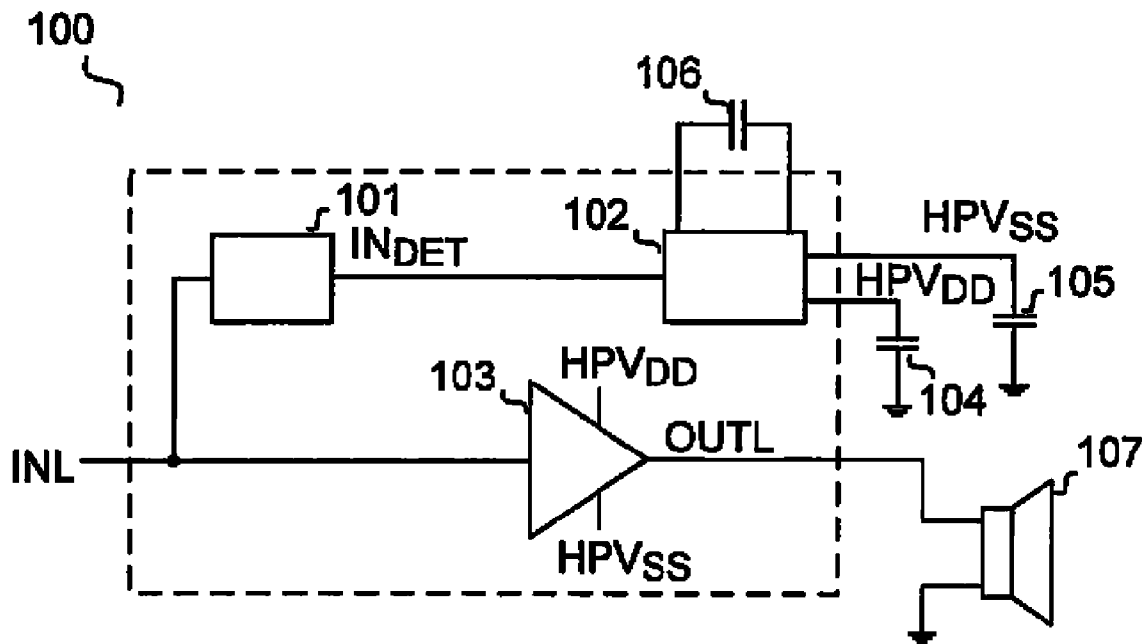 100
106
101
IN_DET
102
HPV_SS
HPV_DD
105
104
103
HPV_DD
OUTL
INL
107
HPV_SS